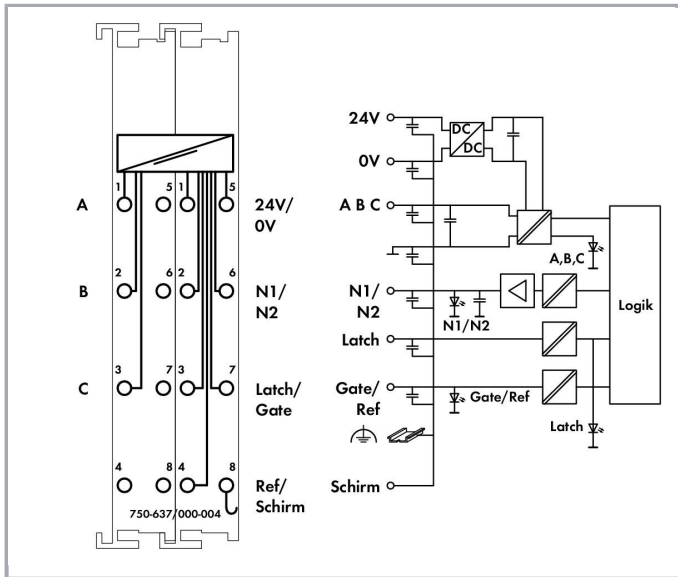 24V
DC
DC
0V
1 5 1 5
A
24V/
0V
A B C
A,B,C
2 6 2 6
B
N1/
N2
N1/
N2
N1/N2
Logik
Latch
3 7 3 7
C
Latch/
Gate
Gate/
Ref
Gate/Ref
Latch
4 8 4 8
Ref/
Schirm
Schirm
750-637/000-004